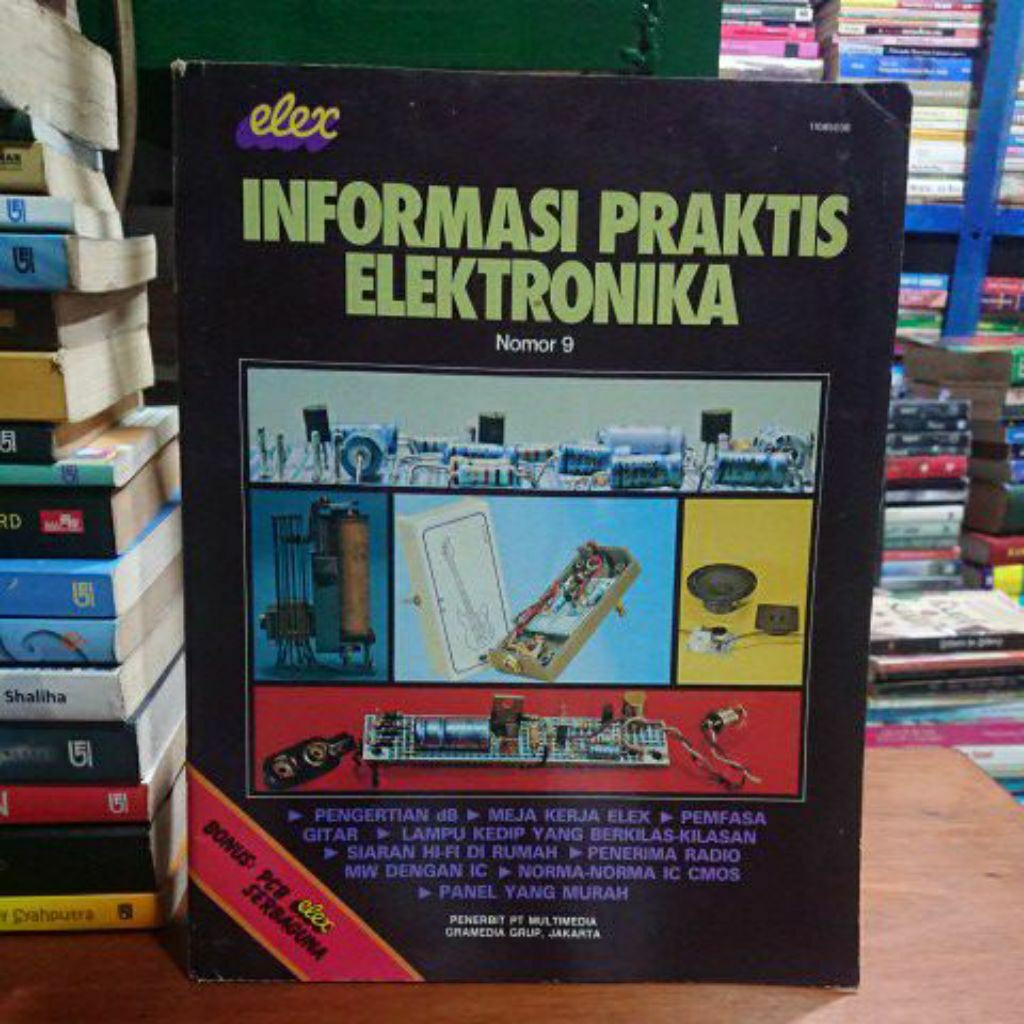 elex
INFORMASI PRAKTIS
ELEKTRONIKA
Nomor 9
▶ PENGERTIAN dB ▶ MEJA KERJA ELEX ▶ PEMFASA
GITAR ▶ LAMPU KEDIP YANG BERKILAS-KILASAN
▶ SIARAN HI-FI DI RUMAH ▶ PENERIMA RADIO
MW DENGAN IC ▶ NORMA-NORMA IC CMOS
▶ PANEL YANG MURAH
PENERBIT PT MULTIMEDIA
GRAMEDIA GRUP, JAKARTA
BONUS: PCB elex
SERBAGUNA
RD
Shaliha